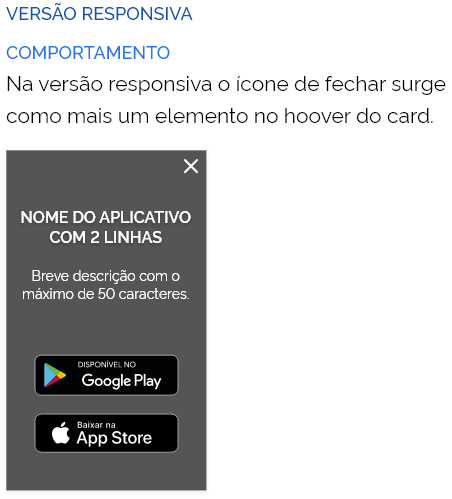 VERSÃO RESPONSIVA
COMPORTAMENTO
Na versão responsiva o ícone de fechar surge
como mais um elemento no hoover do card.
NOME DO APLICATIVO
COM 2 LINHAS
Breve descrição com o
máximo de 50 caracteres.
DISPONÍVEL NO
Google Play
Baixar na
App Store